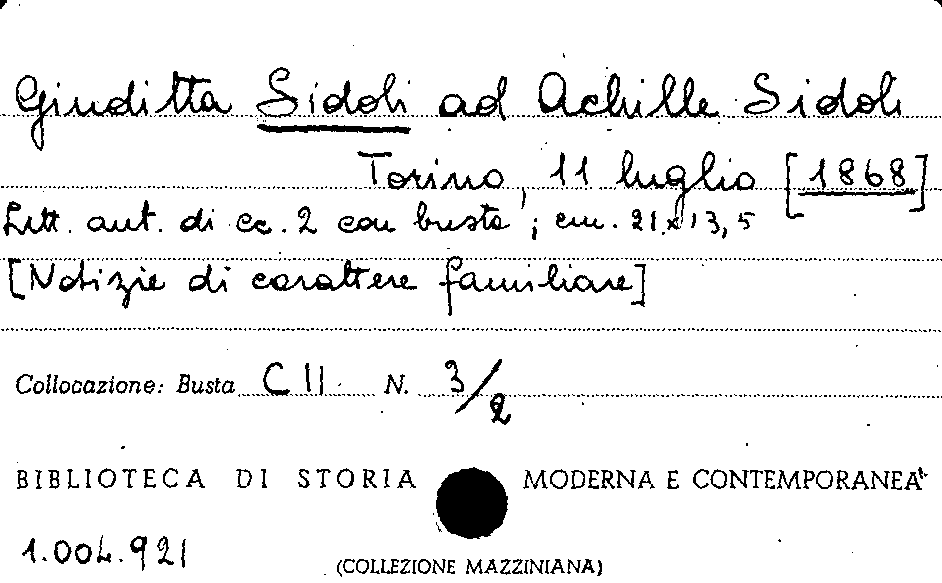 Giuditta Sidoli ad Achille Sidoli
Torino, 11 luglio [1868]
Lett. aut. di cc. 2 con busta ; cm. 21x13,5
[Notizie di carattere familiare]
Collocazione: Busta C II N. 3/2
BIBLIOTECA DI STORIA MODERNA E CONTEMPORANEA
1.004.921
(COLLEZIONE MAZZINIANA)